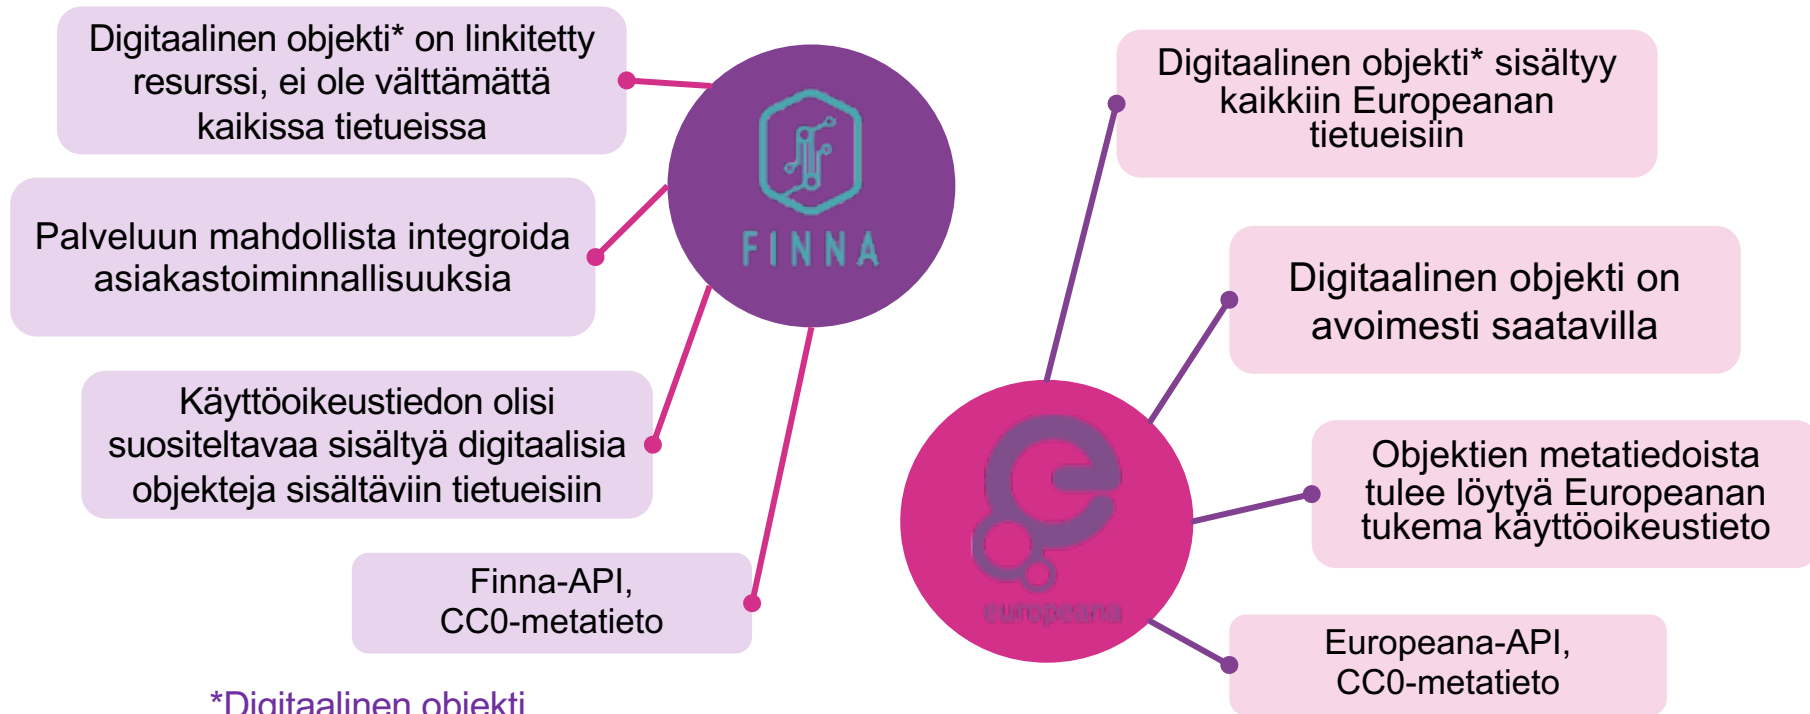 Digitaalinen objekti* on linkitetty
resurssi, ei ole välttämättä
kaikissa tietueissa
Palveluun mahdollista integroida
asiakastoiminnallisuuksia
Käyttöoikeustiedon olisi
suositeltavaa sisältyä digitaalisia
objekteja sisältäviin tietueisiin
Finna-API,
CC0-metatieto
*Digitaalinen objekti
FINNA
Digitaalinen objekti* sisältyy
kaikkiin Europeanan
tietueisiin
Digitaalinen objekti on
avoimesti saatavilla
Objektien metatiedoista
tulee löytyä Europeanan
tukema käyttöoikeustieto
Europeana-API,
CC0-metatieto
europeana